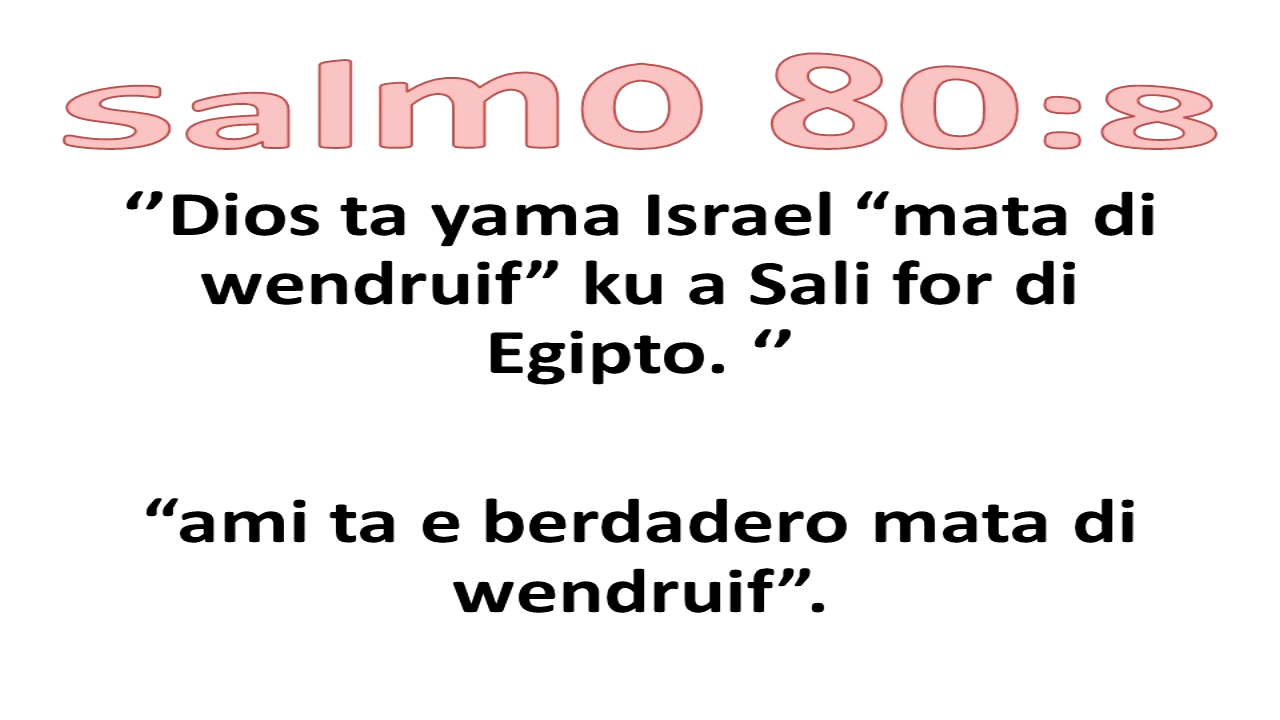 salmo 80:8
‘’Dios ta yama Israel “mata di
wendruif” ku a Sali for di
Egipto. ‘’
“ami ta e berdadero mata di
wendruif”.